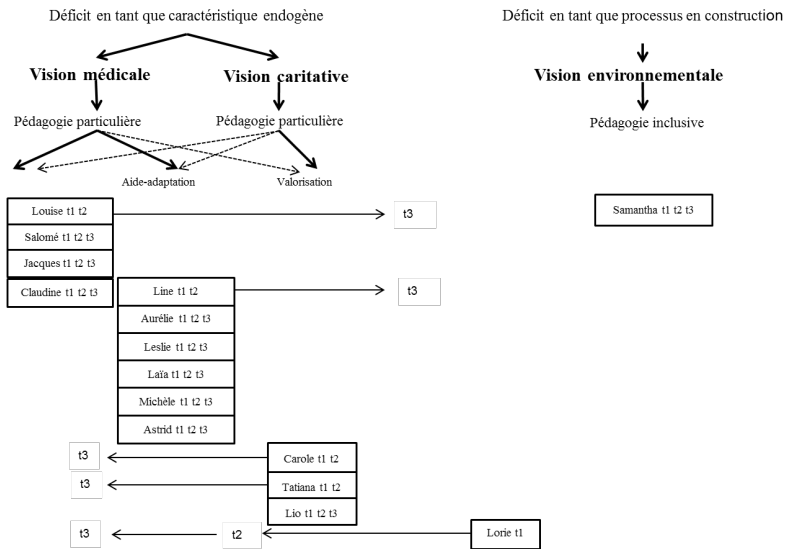 Déficit en tant que caractéristique endogène
Déficit en tant que processus en construction
Vision médicale
Vision caritative
Vision environnementale
Pédagogie particulière
Pédagogie particulière
Pédagogie inclusive
Aide-adaptation
Valorisation
Louise t1 t2
t3
Samantha t1 t2 t3
Salomé t1 t2 t3
Jacques t1 t2 t3
Claudine t1 t2 t3
Line t1 t2
t3
Aurélie t1 t2 t3
Leslie t1 t2 t3
Laïa t1 t2 t3
Michèle t1 t2 t3
Astrid t1 t2 t3
t3
Carole t1 t2
t3
Tatiana t1 t2
Lio t1 t2 t3
t3
t2
Lorie t1